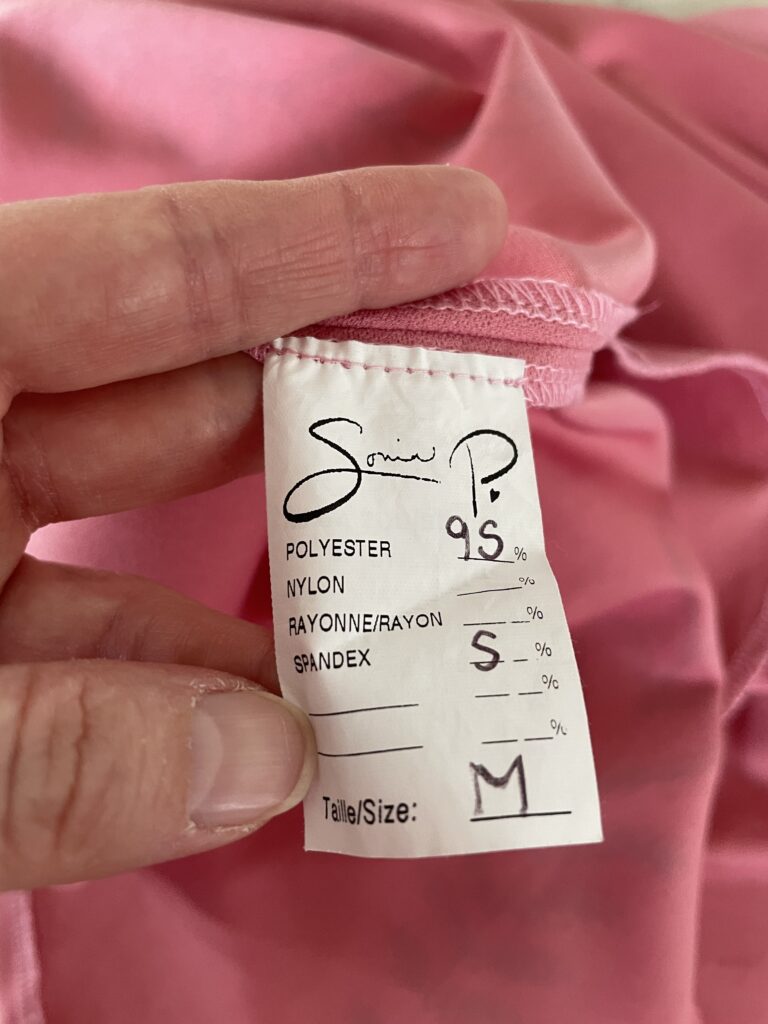 Sonia P.
POLYESTER 95 %
NYLON %
RAYONNE/RAYON %
SPANDEX 5 %
%
%
Taille/Size: M